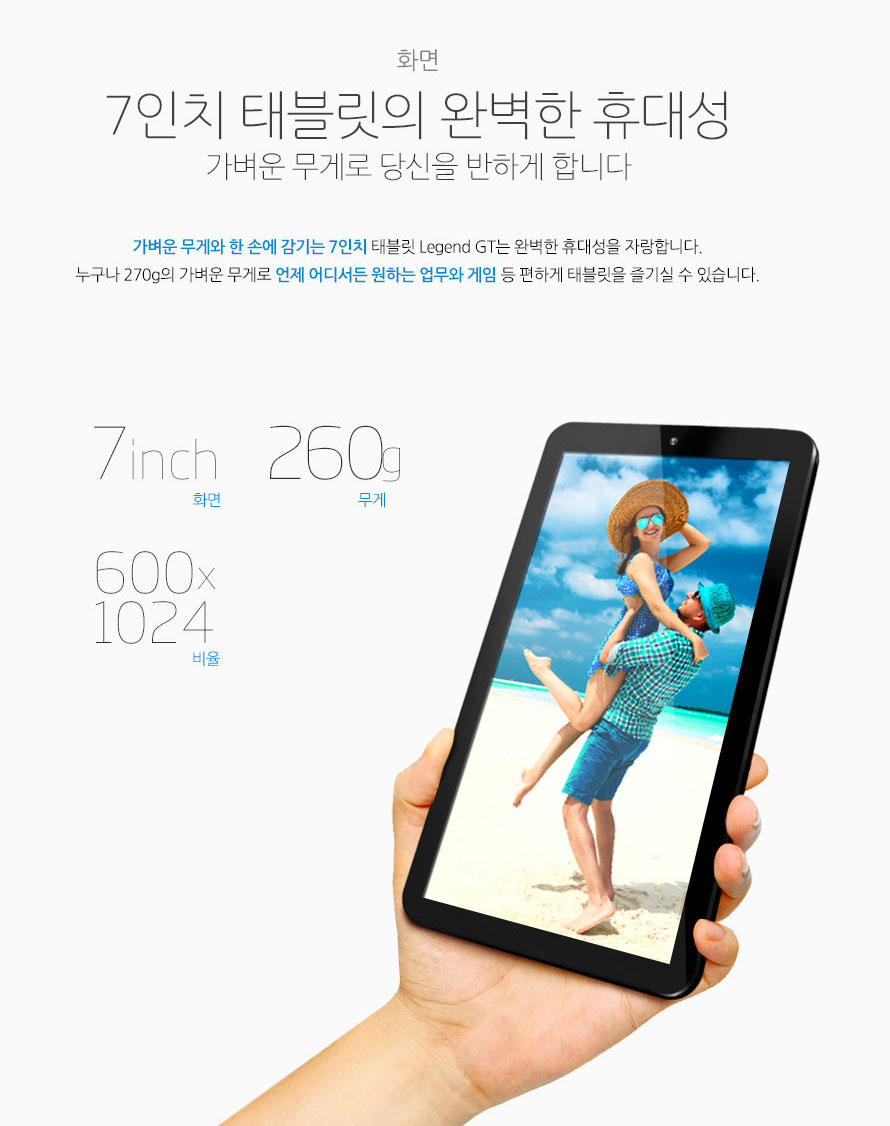 화면
7인치 태블릿의 완벽한 휴대성
가벼운 무게로 당신을 반하게 합니다
가벼운 무게와 한 손에 감기는 7인치 태블릿 Legend GT는 완벽한 휴대성을 자랑합니다.
누구나 270g의 가벼운 무게로 언제 어디서든 원하는 업무와 게임 등 편하게 태블릿을 즐기실 수 있습니다.
7inch
화면
260g
무게
600x
1024
비율